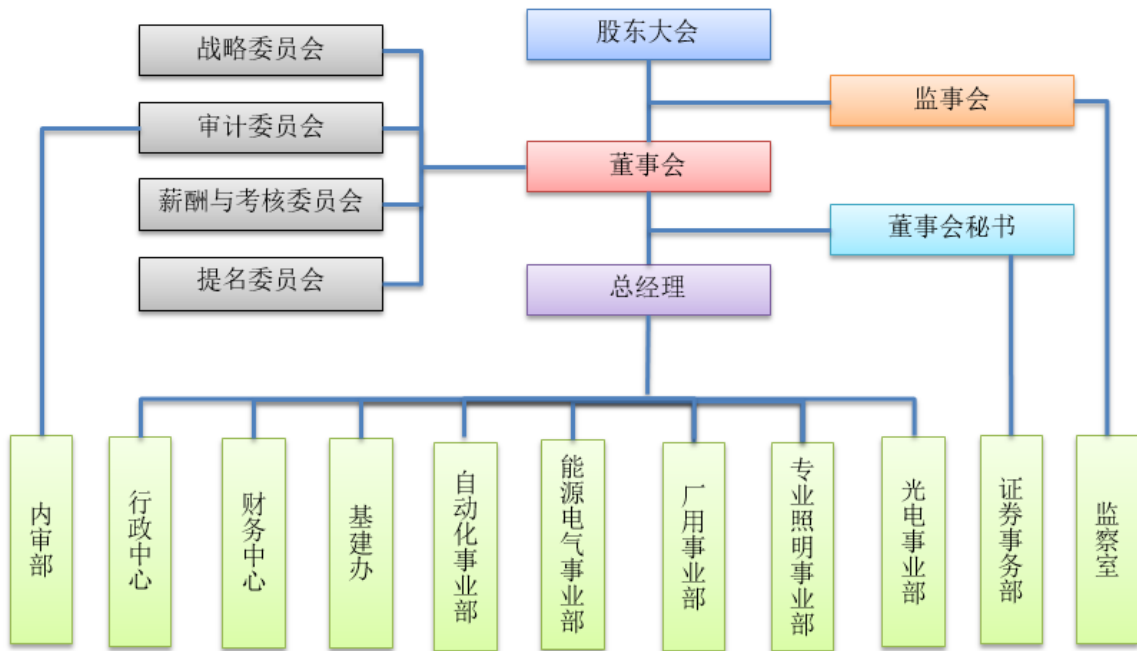 股东大会
战略委员会
监事会
审计委员会
董事会
薪酬与考核委员会
董事会秘书
提名委员会
总经理
内审部
行政中心
财务中心
基建办
自动化事业部
能源电气事业部
厂用事业部
专业照明事业部
光电事业部
证券事务部
监察室